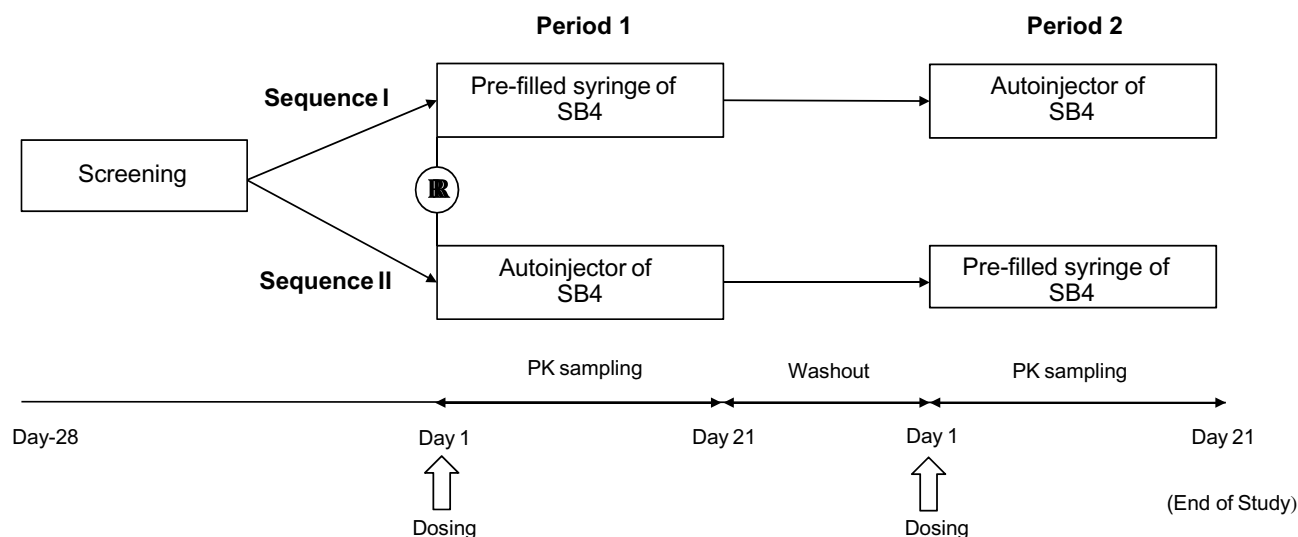 Period 1
Period 2
Sequence I
Pre-filled syringe of
SB4
Autoinjector of
SB4
Screening
R
Sequence II
Autoinjector of
SB4
Pre-filled syringe of
SB4
PK sampling
Washout
PK sampling
Day-28
Day 1
Day 21
Day 1
Day 21
Dosing
Dosing
(End of Study)